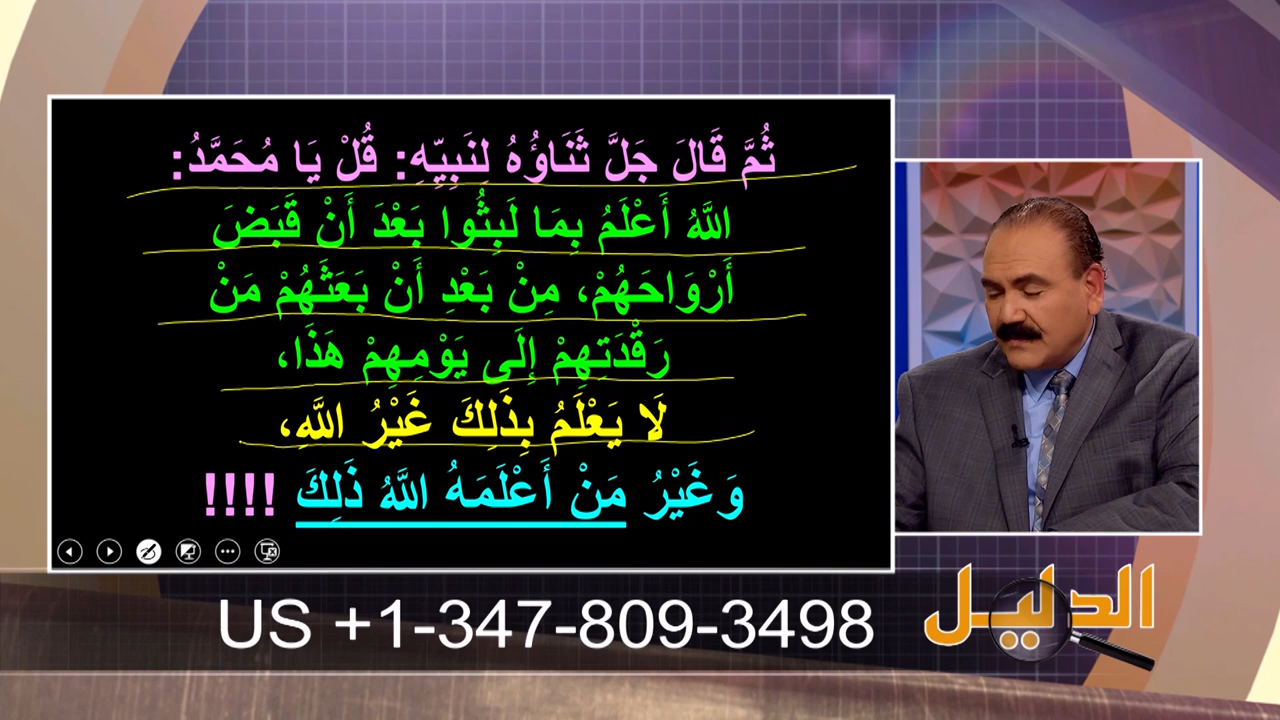 ثُمَّ قَالَ جَلَّ ثَنَاؤُهُ لِنَبِيِّهِ: قُلْ يَا مُحَمَّدُ:
اللَّهُ أَعْلَمُ بِمَا لَبِثُوا بَعْدَ أَنْ قَبَضَ
أَرْوَاحَهُمْ، مِنْ بَعْدِ أَنْ بَعَثَهُمْ مَنْ
رَقْدَتِهِمْ إِلَى يَوْمِهِمْ هَذَا،
لَا يَعْلَمُ بِذَلِكَ غَيْرُ اللَّهِ،
وَغَيْرُ مَنْ أَعْلَمَهُ اللَّهُ ذَلِكَ !!!!
US +1-347-809-3498
الدليل